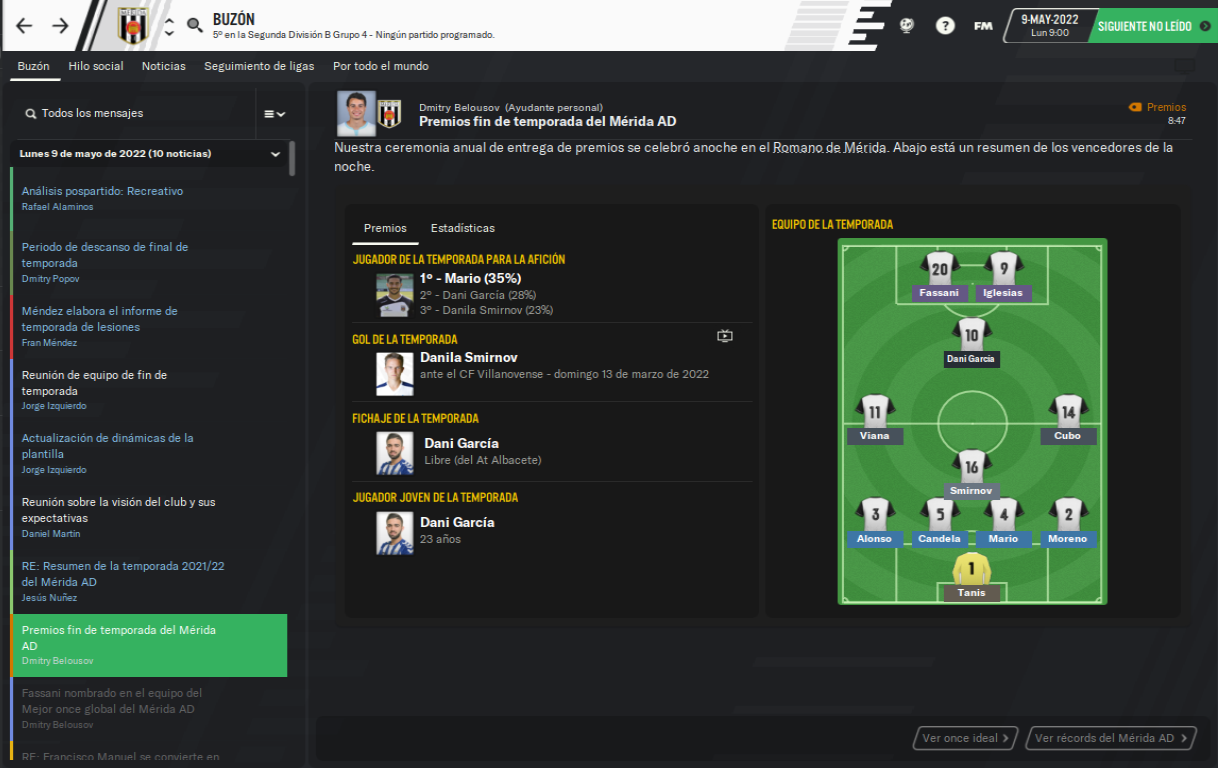 BUZÓN
5º en la Segunda División B Grupo 4 - Ningún partido programado.
?
FM
9-MAY-2022
Lun 9:00
SIGUIENTE NO LEÍDO
Buzón
Hilo social
Noticias
Seguimiento de ligas
Por todo el mundo
Todos los mensajes
Lunes 9 de mayo de 2022 (10 noticias)
Análisis pospartido: Recreativo
Rafael Alaminos
Periodo de descanso de final de
temporada
Dmitry Popov
Méndez elabora el informe de
temporada de lesiones
Fran Méndez
Reunión de equipo de fin de
temporada
Jorge Izquierdo
Actualización de dinámicas de la
plantilla
Jorge Izquierdo
Reunión sobre la visión del club y sus
expectativas
Daniel Martín
RE: Resumen de la temporada 2021/22
del Mérida AD
Jesús Nuñez
Premios fin de temporada del Mérida
AD
Dmitry Belousov
Fassani nombrado en el equipo del
Mejor once global del Mérida AD
Dmitry Belousov
RE: Francisco Manuel se convierte en
Dmitry Belousov (Ayudante personal)
Premios fin de temporada del Mérida AD
Premios
8:47
Nuestra ceremonia anual de entrega de premios se celebró anoche en el Romano de Mérida. Abajo está un resumen de los vencedores de la
noche.
Premios
Estadísticas
JUGADOR DE LA TEMPORADA PARA LA AFICIÓN
1º - Mario (35%)
2º - Dani García (28%)
3º - Danila Smirnov (23%)
GOL DE LA TEMPORADA
Danila Smirnov
ante el CF Villanovense - domingo 13 de marzo de 2022
FICHAJE DE LA TEMPORADA
Dani García
Libre (del At Albacete)
JUGADOR JOVEN DE LA TEMPORADA
Dani García
23 años
EQUIPO DE LA TEMPORADA
20
9
Fassani
Iglesias
10
Dani García
11
14
Viana
Cubo
16
Smirnov
3
5
4
2
Alonso
Candela
Mario
Moreno
1
Tanis
Ver once ideal
Ver récords del Mérida AD